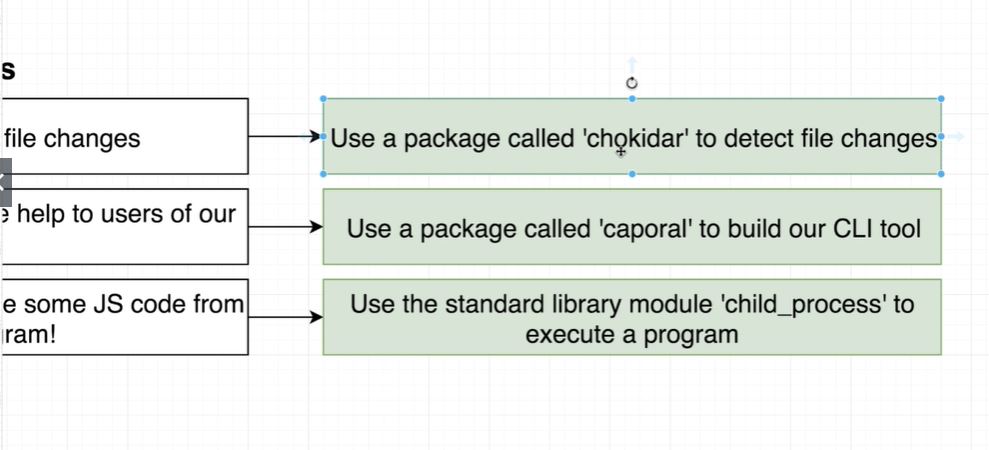 s
file changes
Use a package called 'chokidar' to detect file changes
help to users of our
Use a package called 'caporal' to build our CLI tool
e some JS code from
ram!
Use the standard library module 'child_process' to
execute a program